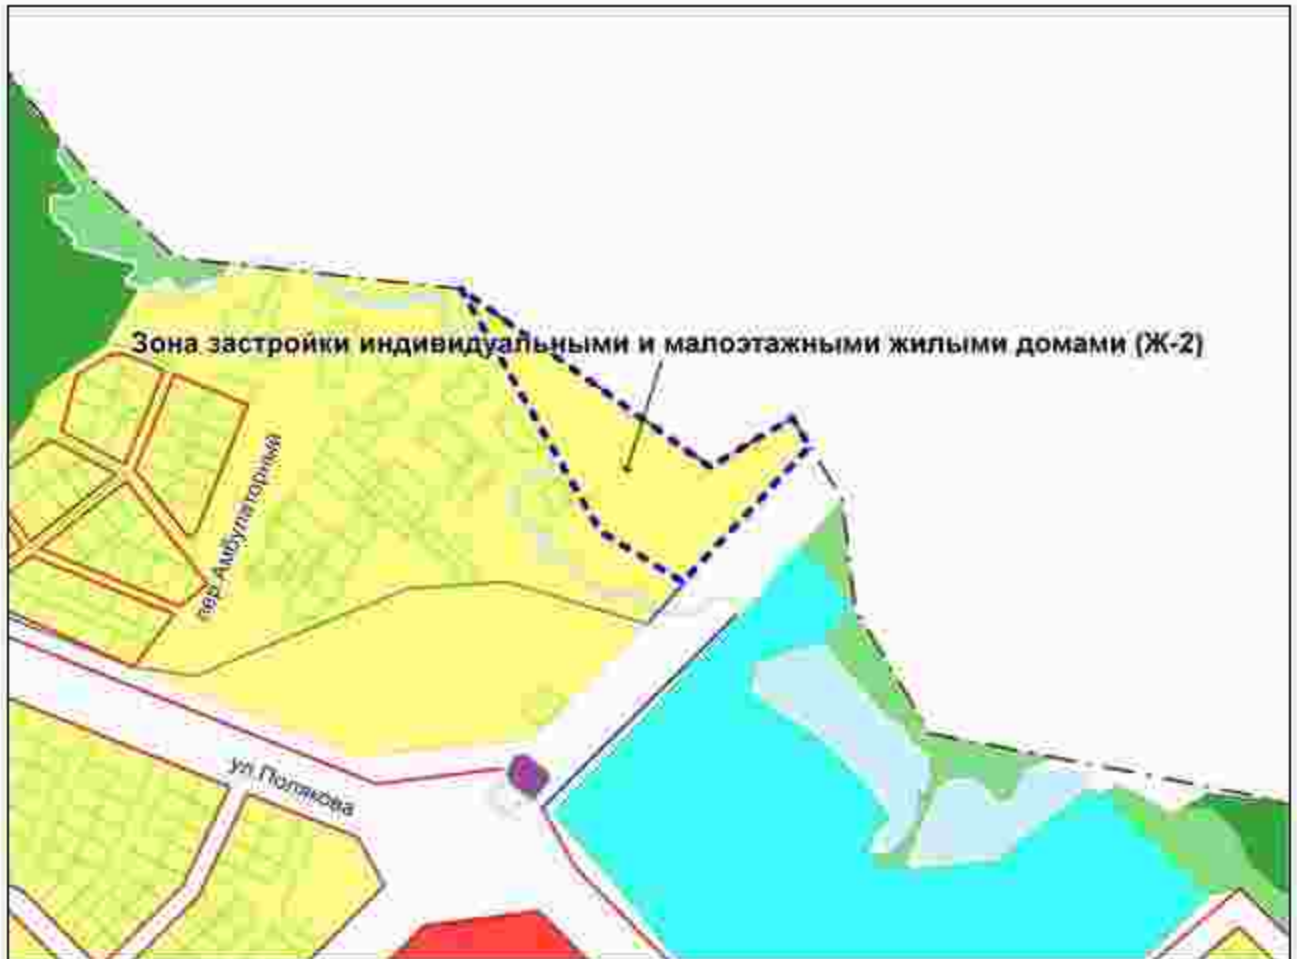 Зона застройки индивидуальными и малоэтажными жилыми домами (Ж-2)
пер.Амбулаторный
ул.Полякова